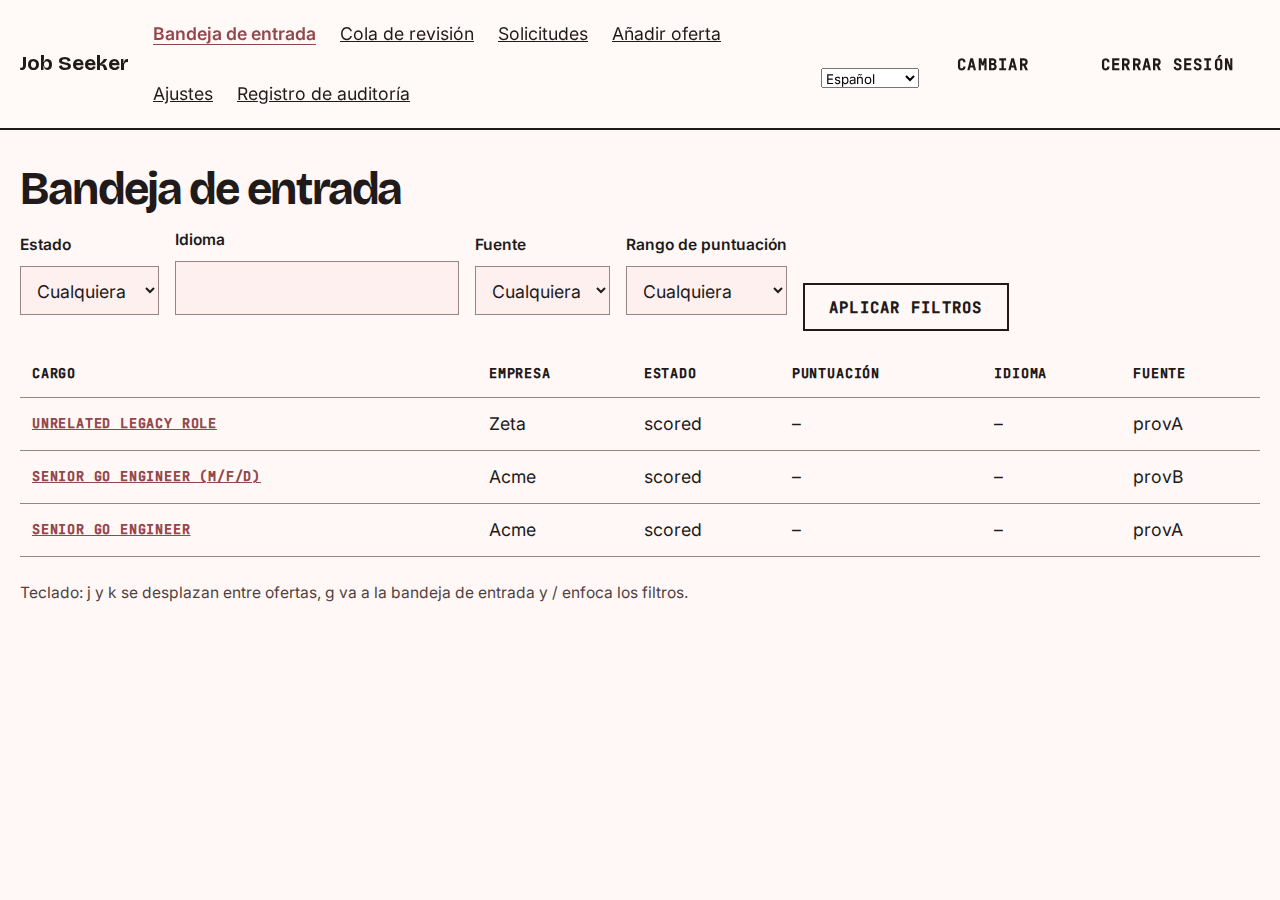 Job Seeker
Bandeja de entrada Cola de revisión Solicitudes Añadir oferta
Ajustes Registro de auditoría
Español CAMBIAR CERRAR SESIÓN
Bandeja de entrada
Estado Idioma Fuente Rango de puntuación
Cualquiera Cualquiera Cualquiera APLICAR FILTROS
CARGO EMPRESA ESTADO PUNTUACIÓN IDIOMA FUENTE
UNRELATED LEGACY ROLE Zeta scored – – provA
SENIOR GO ENGINEER (M/F/D) Acme scored – – provB
SENIOR GO ENGINEER Acme scored – – provA
Teclado: j y k se desplazan entre ofertas, g va a la bandeja de entrada y / enfoca los filtros.